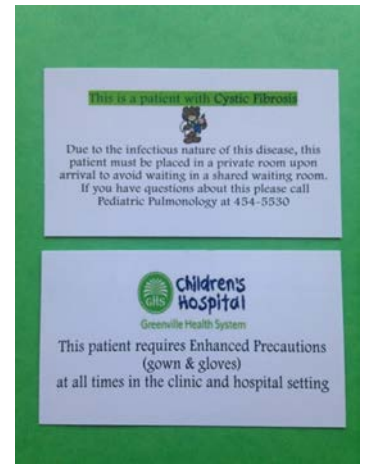 This is a patient with Cystic Fibrosis
Due to the infectious nature of this disease, this
patient must be placed in a private room upon
arrival to avoid waiting in a shared waiting room.
If you have questions about this please call
Pediatric Pulmonology at 454-5530
GHS
Children's
Hospital
Greenville Health System
This patient requires Enhanced Precautions
(gown & gloves)
at all times in the clinic and hospital setting